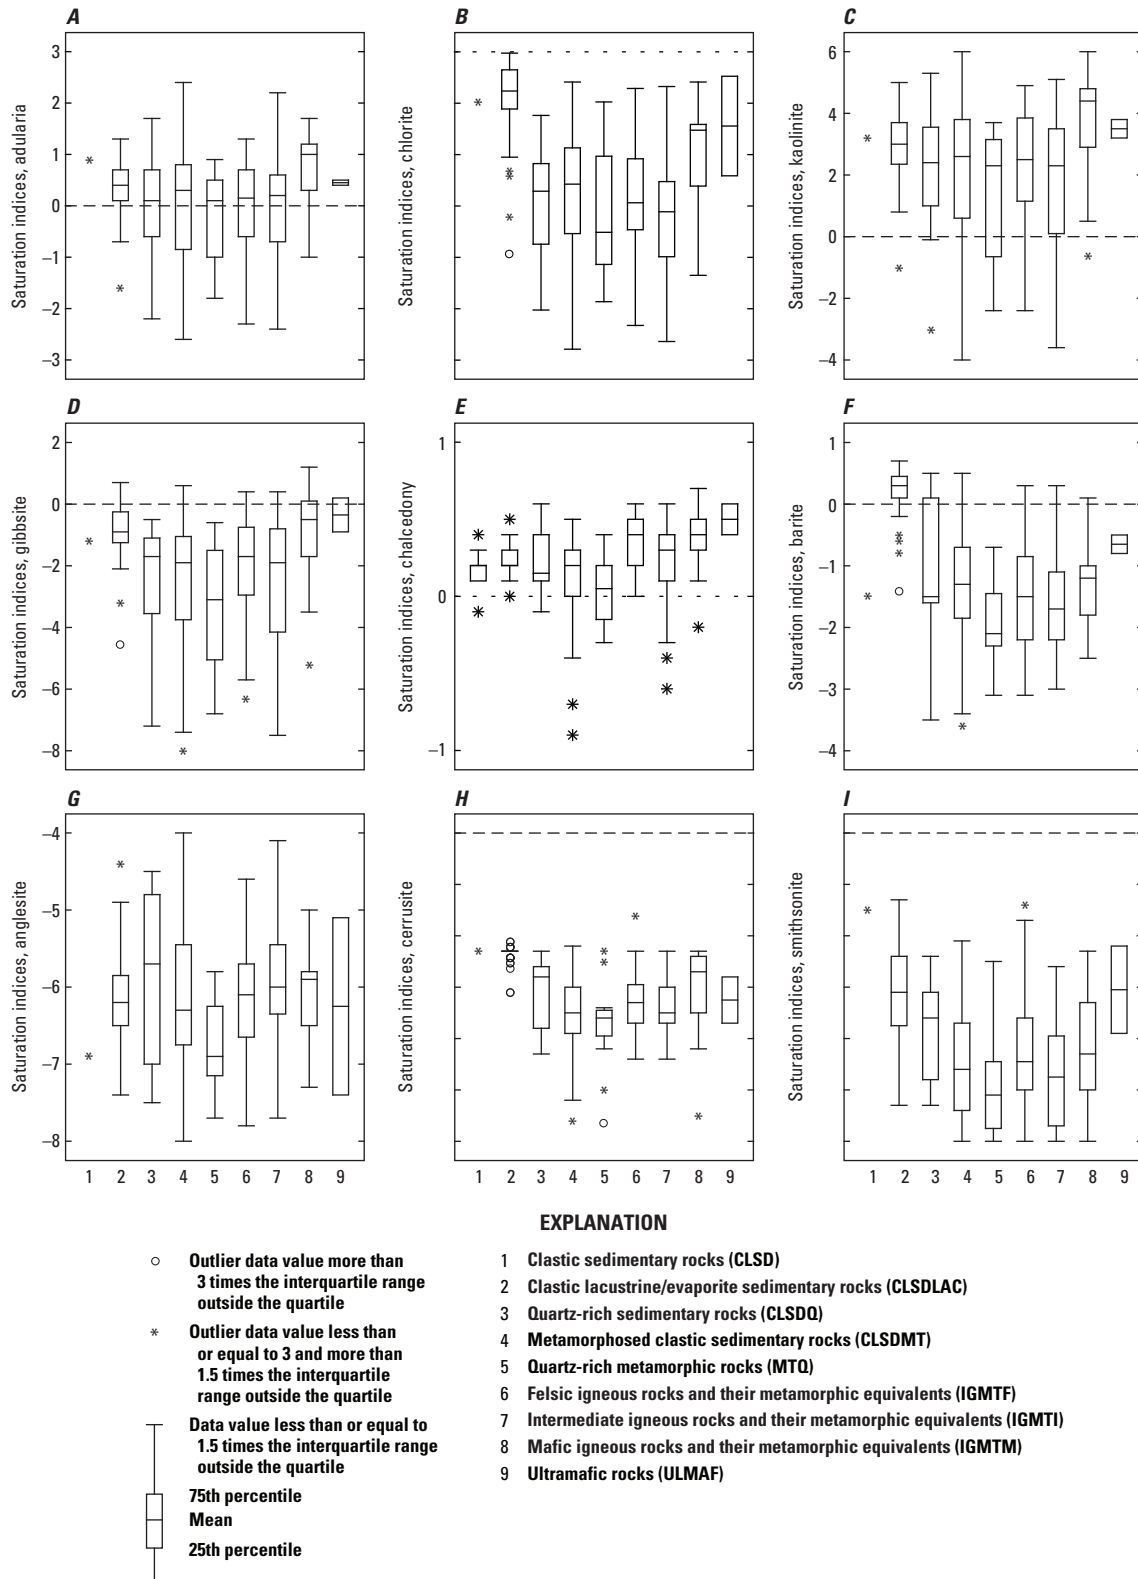 A
B
C
Saturation indices, adularia
3
2
1
0
–1
–2
–3
Saturation indices, chlorite
Saturation indices, kaolinite
6
4
2
0
–2
–4
D
E
F
Saturation indices, gibbsite
2
0
–2
–4
–6
–8
Saturation indices, chalcedony
1
0
–1
Saturation indices, barite
1
0
–1
–2
–3
–4
G
H
I
Saturation indices, anglesite
–4
–5
–6
–7
–8
Saturation indices, cerrusite
Saturation indices, smithsonite
1 2 3 4 5 6 7 8 9
1 2 3 4 5 6 7 8 9
1 2 3 4 5 6 7 8 9
EXPLANATION
Outlier data value more than
3 times the interquartile range
outside the quartile
Outlier data value less than
or equal to 3 and more than
1.5 times the interquartile
range outside the quartile
Data value less than or equal to
1.5 times the interquartile range
outside the quartile
75th percentile
Mean
25th percentile
1 Clastic sedimentary rocks (CLSD)
2 Clastic lacustrine/evaporite sedimentary rocks (CLSDLAC)
3 Quartz-rich sedimentary rocks (CLSDQ)
4 Metamorphosed clastic sedimentary rocks (CLSDMT)
5 Quartz-rich metamorphic rocks (MTQ)
6 Felsic igneous rocks and their metamorphic equivalents (IGMTF)
7 Intermediate igneous rocks and their metamorphic equivalents (IGMTI)
8 Mafic igneous rocks and their metamorphic equivalents (IGMTM)
9 Ultramafic rocks (ULMAF)